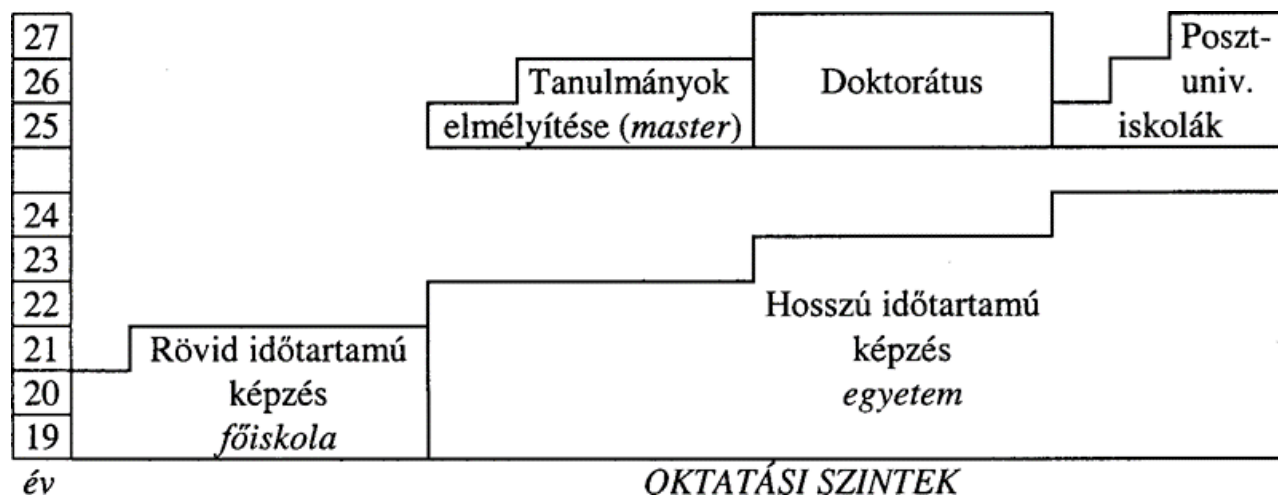 27
26
25
24
23
22
21
20
19
év
Tanulmányok
elmélyítése (master)
Doktorátus
Poszt-
univ.
iskolák
Rövid időtartamú
képzés
főiskola
Hosszú időtartamú
képzés
egyetem
OKTATÁSI SZINTEK